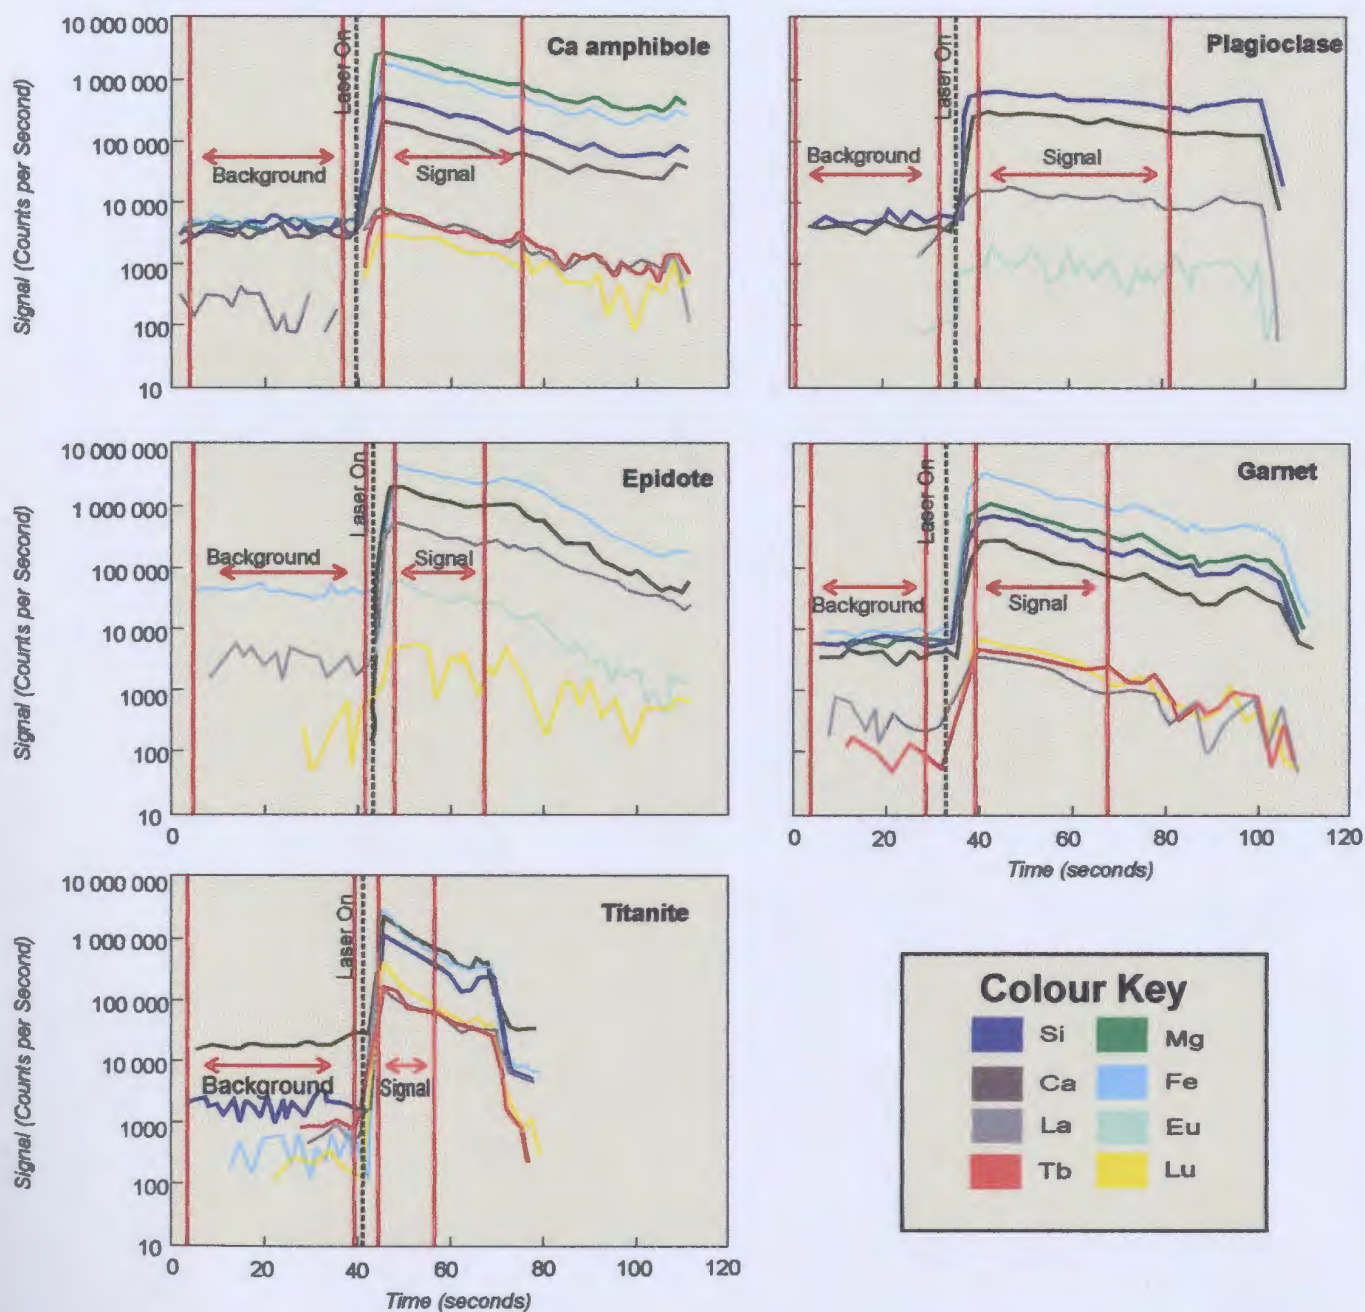 Ca amphibole
Signal (Counts per Second)
10 000 000
1 000 000
100 000
10 000
1000
100
10
Laser On
Background
Signal
Plagioclase
Laser On
Background
Signal
Epidote
Signal (Counts per Second)
10 000 000
1 000 000
100 000
10 000
1000
100
10
Laser On
Background
Signal
0
Garnet
Laser On
Background
Signal
0 20 40 60 80 100 120
Time (seconds)
Titanite
Signal (Counts per Second)
10 000 000
1 000 000
100 000
10 000
1000
100
10
Laser On
Background
Signal
0 20 40 60 80 100 120
Time (seconds)
Colour Key
Si Mg
Ca Fe
La Eu
Tb Lu